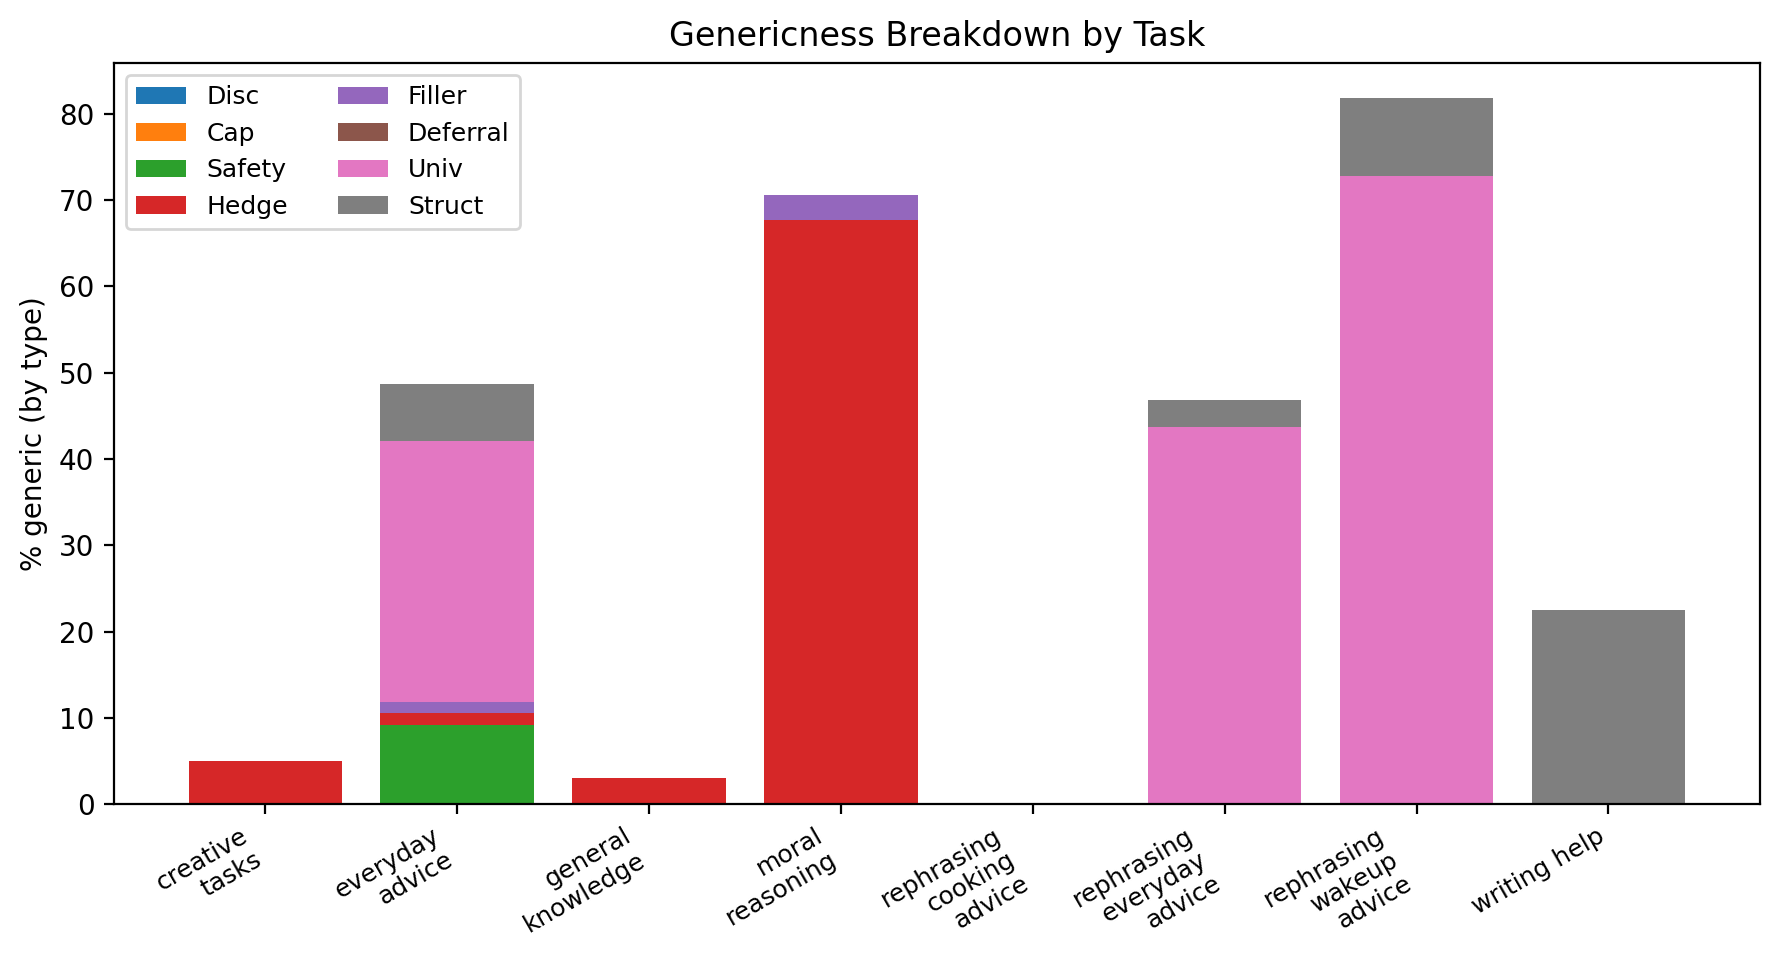 Genericness Breakdown by Task
Disc
Cap
Safety
Hedge
Filler
Deferral
Univ
Struct
% generic (by type)
80
70
60
50
40
30
20
10
0
creative
tasks
everyday
advice
general
knowledge
moral
reasoning
rephrasing
cooking
advice
rephrasing
everyday
advice
rephrasing
wakeup
advice
writing help